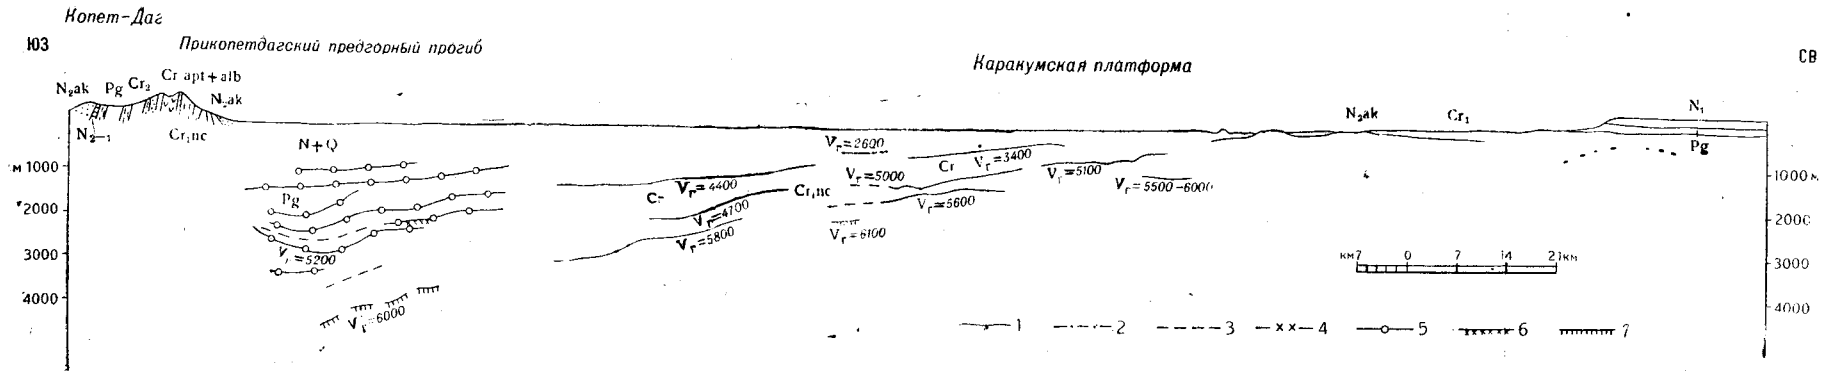 Копет-Даг
ЮЗ
Прикопетдагский предгорный прогиб
Каракумская платформа
СВ
N₂ak Pg Cr₂ Cr apt+alb N₂ak
N₂₋₁ Cr₁nc
N+Q
N₂ak Cr₁ N₁
Pg
Vг=2600
Cr Vг=3400
м 1000
Vг=5000 Vг=5100
1000 м
Pg
Vг=4400 Cr₁nc
Vг=5500-6000
2000
Vг=4700 Vг=5600
2000
Vг=5800 Vг=6100
3000
Vг=5200
км 7 0 7 14 21 км
3000
4000
Vг=6000
4000
1 2 3 4 5 6 7